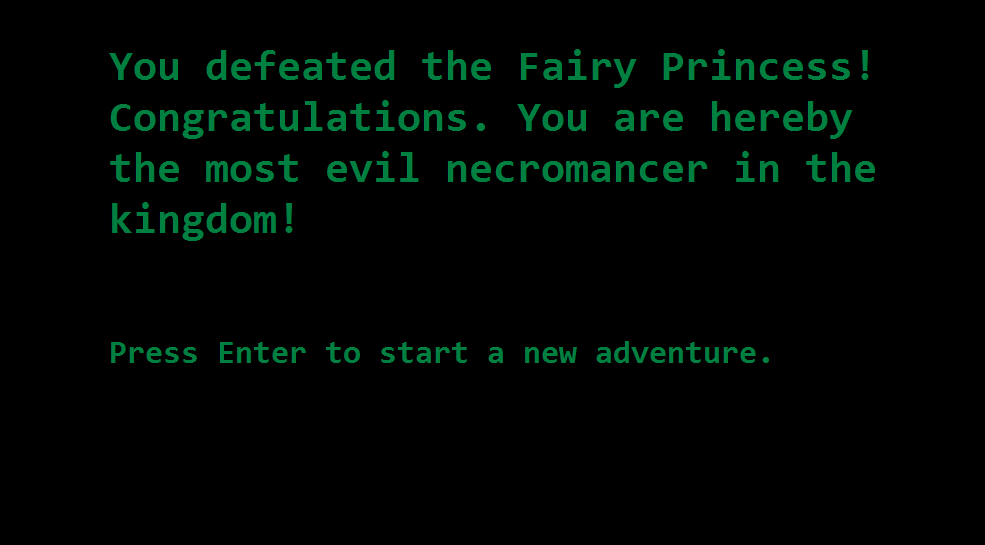 You defeated the Fairy Princess!
Congratulations. You are hereby
the most evil necromancer in the
kingdom!
Press Enter to start a new adventure.